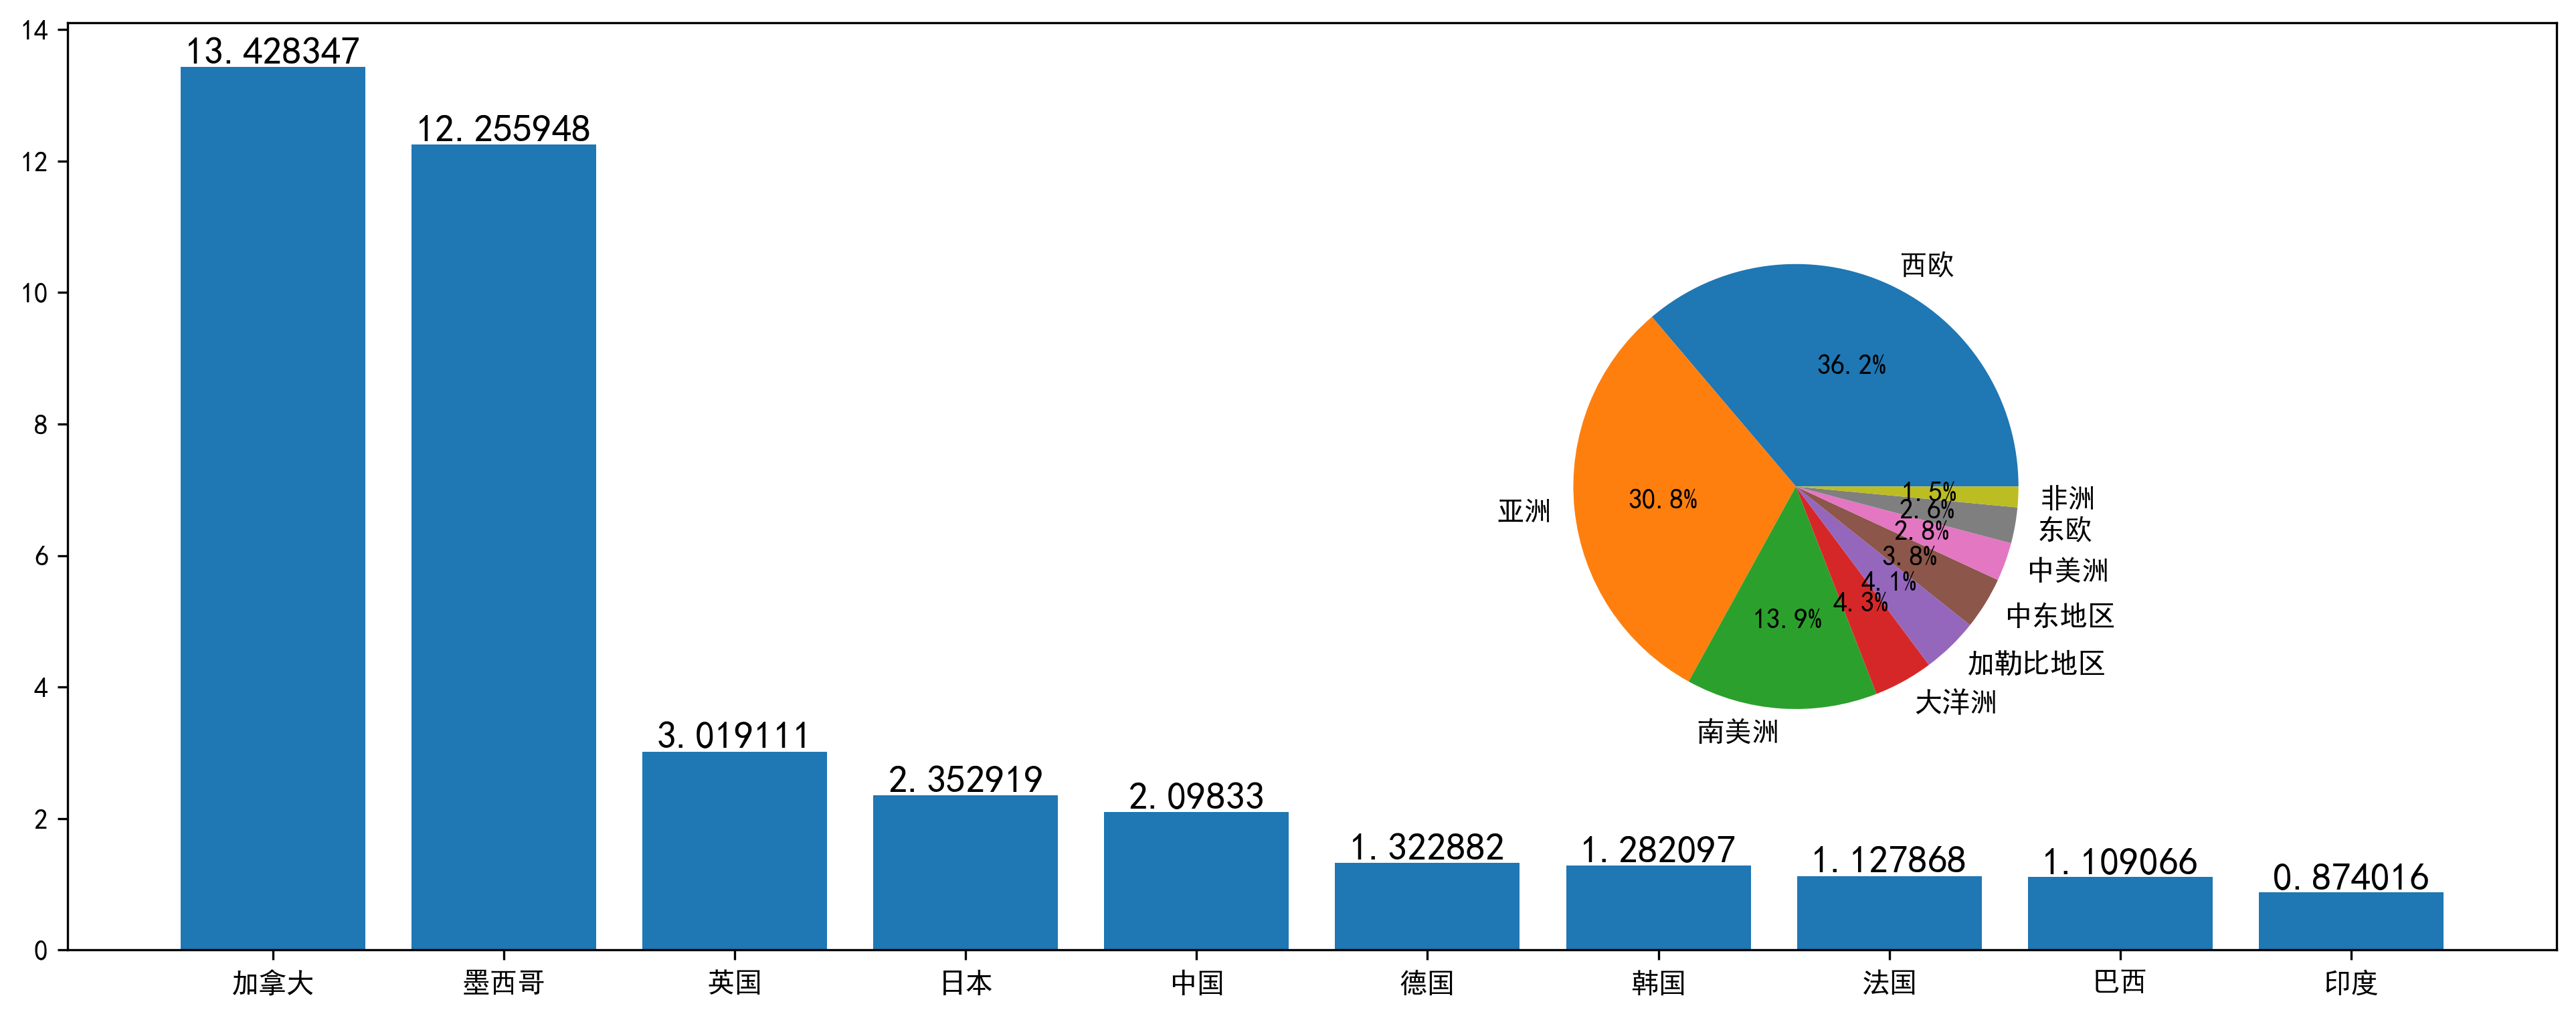 14
12
10
8
6
4
2
0
13.428347
12.255948
3.019111
2.352919
2.09833
1.322882
1.282097
1.127868
1.109066
0.874016
加拿大
墨西哥
英国
日本
中国
德国
韩国
法国
巴西
印度
西欧
36.2%
亚洲
30.8%
南美洲
13.9%
大洋洲
4.3%
加勒比地区
4.1%
中东地区
3.8%
中美洲
2.8%
东欧
2.6%
非洲
1.5%